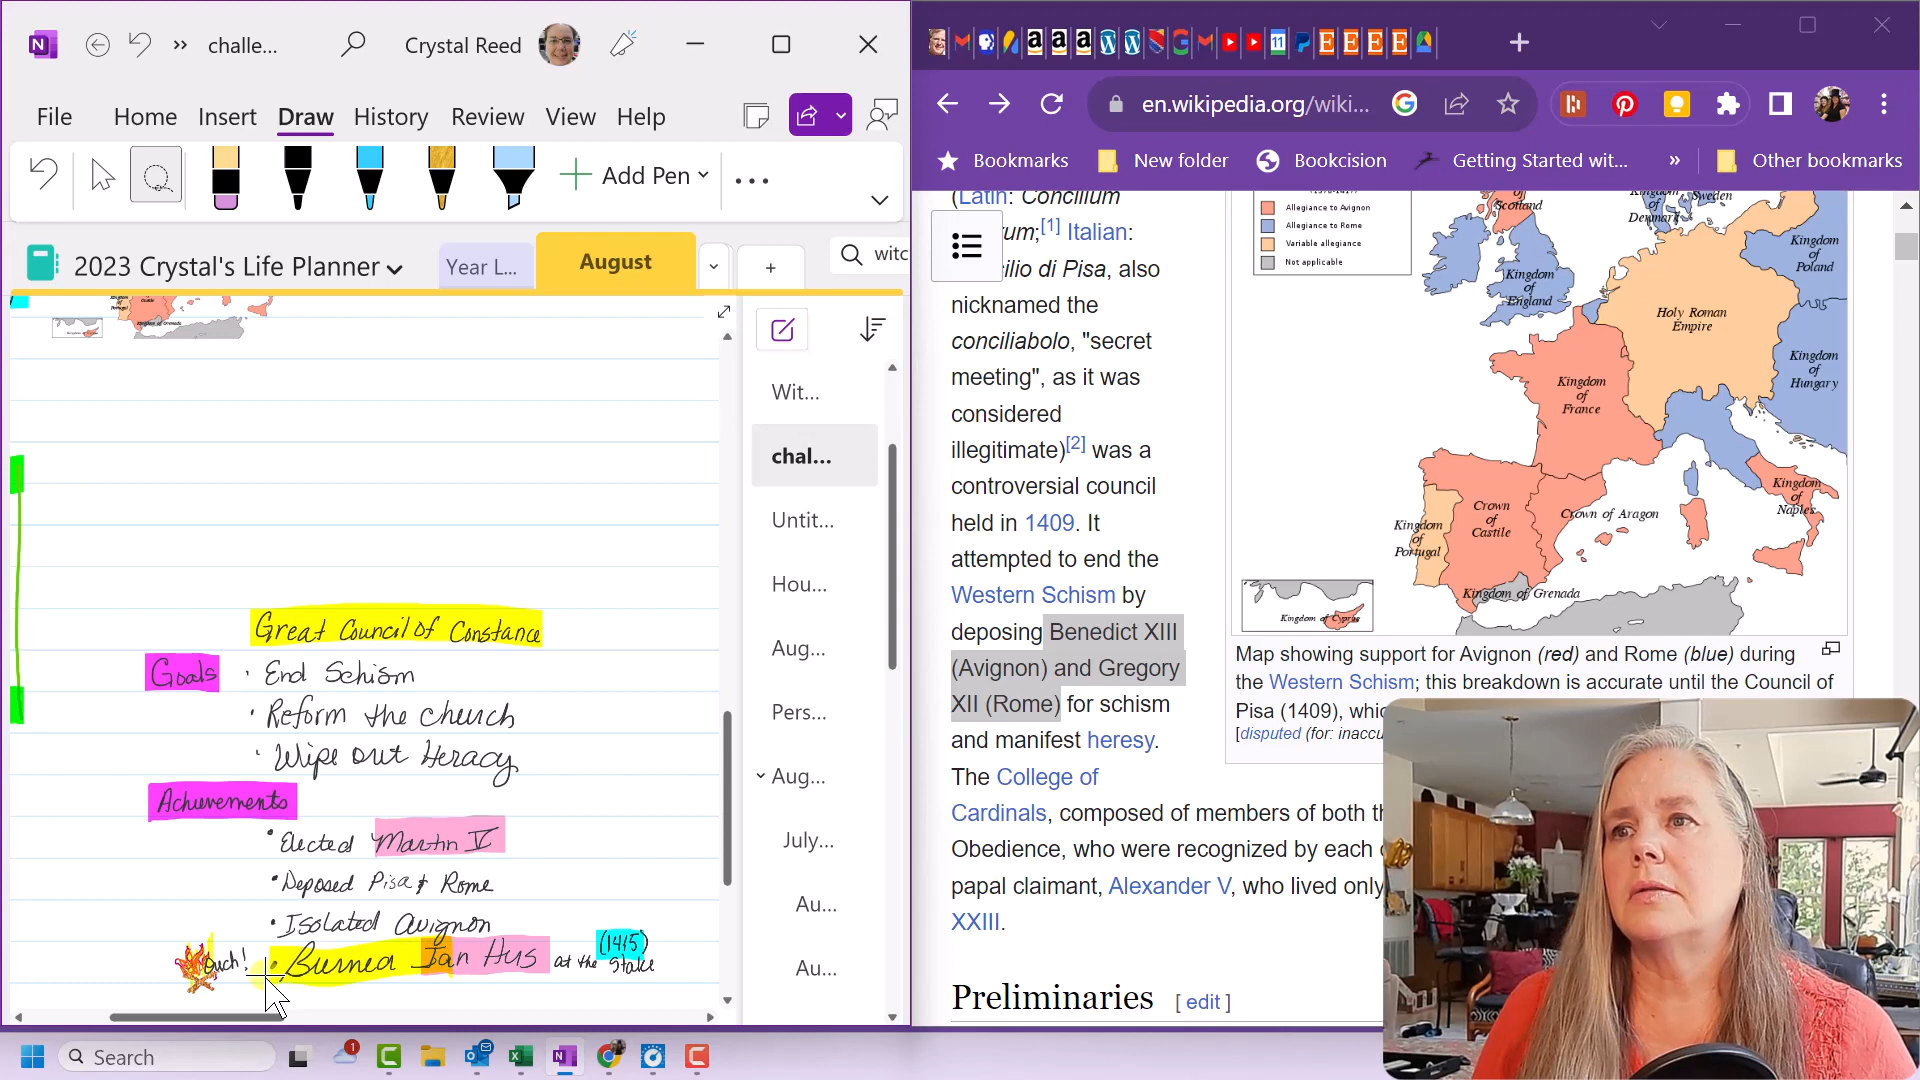 challe...
Crystal Reed
File Home Insert Draw History Review View Help
Add Pen
2023 Crystal's Life Planner
Year L...
August
+
witc
Great Council of Constance
Goals
· End Schism
· Reform the Church
· Wipe out Heracy
Achievements
• Elected Martin V
• Deposed Pisa & Rome
• Isolated Avignon
Ouch!
• Burned Jan Hus at the Stake
(1415)
Wit...
chal...
Untit...
Hou...
Aug...
Pers...
Aug...
July...
Au...
Au...
Search
1
11
en.wikipedia.org/wiki...
Bookmarks
New folder
Bookcision
Getting Started wit...
»
Other bookmarks
(Latin: Concilium
um;[1] Italian:
cilio di Pisa, also
nicknamed the
conciliabolo, "secret
meeting", as it was
considered
illegitimate)[2] was a
controversial council
held in 1409. It
attempted to end the
Western Schism by
deposing Benedict XIII
(Avignon) and Gregory
XII (Rome) for schism
and manifest heresy.
The College of
Cardinals, composed of members of both th
Obedience, who were recognized by each
papal claimant, Alexander V, who lived only
XXIII.
Preliminaries [ edit ]
Allegiance to Avignon
Allegiance to Rome
Variable allegiance
Not applicable
Scotland
Denmark
Sweden
Kingdom
of
Poland
Kingdom
of
England
Holy Roman
Empire
Kingdom
of
Hungary
Kingdom
of
France
Kingdom
of
Naples
Kingdom
of
Portugal
Crown
of
Castile
Crown of Aragon
Kingdom of Grenada
Kingdom of Cyprus
Map showing support for Avignon (red) and Rome (blue) during
the Western Schism; this breakdown is accurate until the Council of
Pisa (1409), whic
[disputed (for: inaccu